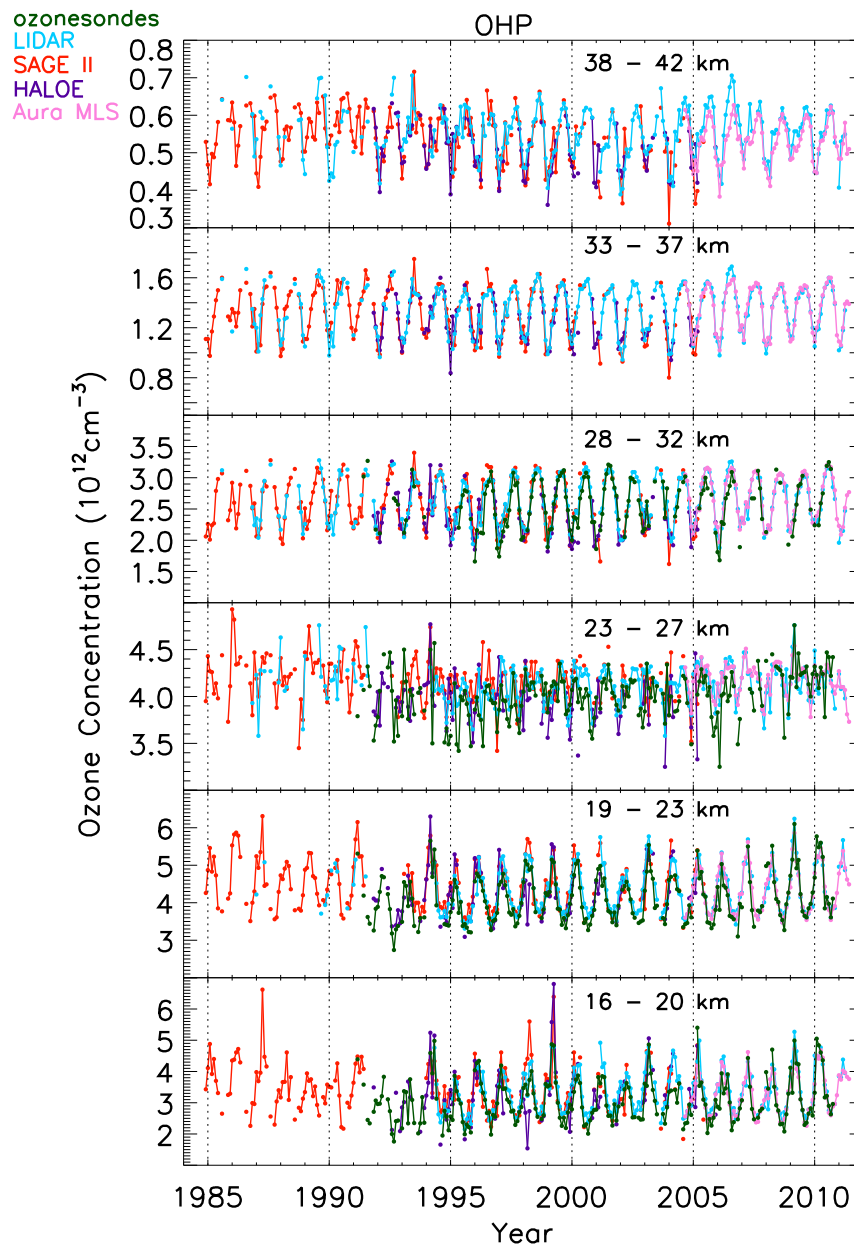 ozonesondes
LIDAR
SAGE II
HALOE
Aura MLS
OHP
38 – 42 km
0.8
0.7
0.6
0.5
0.4
0.3
33 – 37 km
1.6
1.2
0.8
28 – 32 km
3.5
3.0
2.5
2.0
1.5
23 – 27 km
4.5
4.0
3.5
19 – 23 km
6
5
4
3
16 – 20 km
6
5
4
3
2
Ozone Concentration (10¹²cm⁻³)
1985 1990 1995 2000 2005 2010
Year